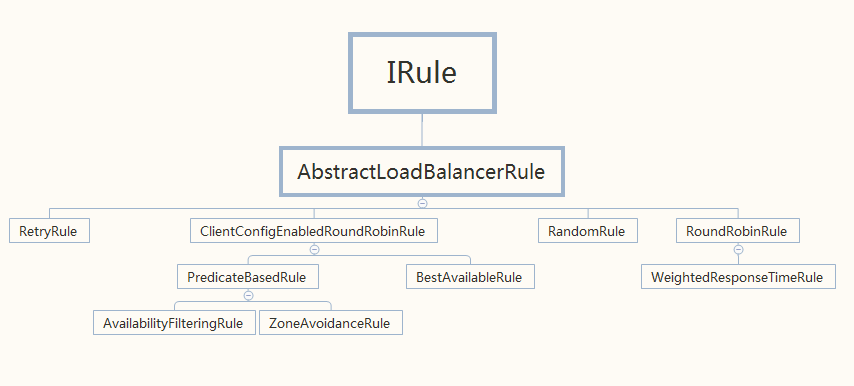 IRule
AbstractLoadBalancerRule
RetryRule
ClientConfigEnabledRoundRobinRule
RandomRule
RoundRobinRule
PredicateBasedRule
BestAvailableRule
WeightedResponseTimeRule
AvailabilityFilteringRule
ZoneAvoidanceRule